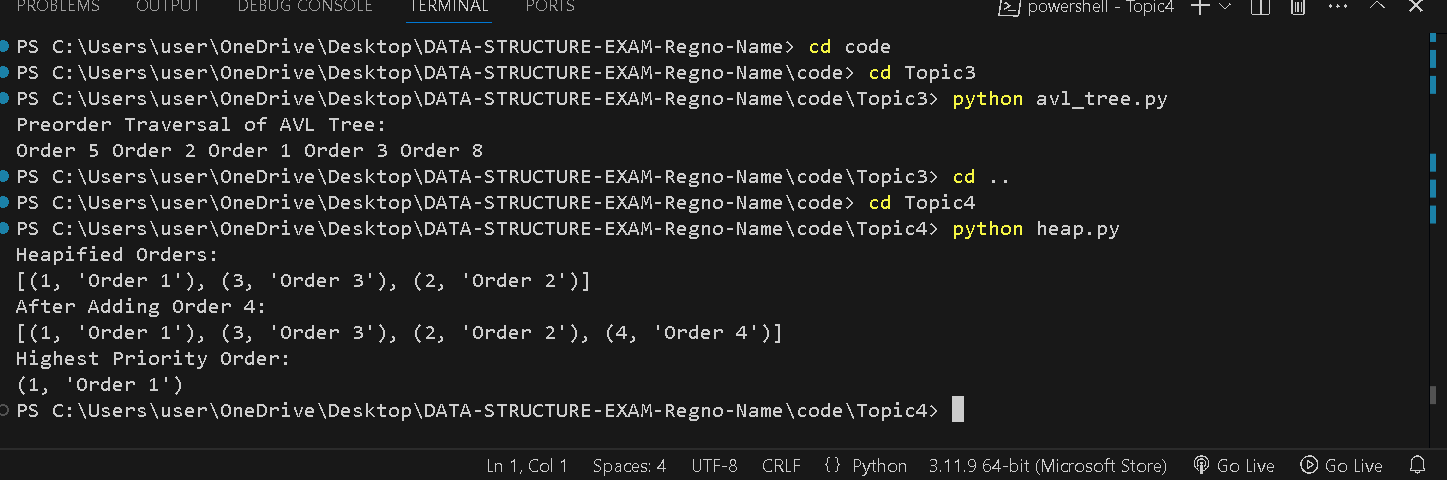 PROBLEMS OUTPUT DEBUG CONSOLE TERMINAL PORTS powershell - Topic4
PS C:\Users\user\OneDrive\Desktop\DATA-STRUCTURE-EXAM-Regno-Name> cd code
PS C:\Users\user\OneDrive\Desktop\DATA-STRUCTURE-EXAM-Regno-Name\code> cd Topic3
PS C:\Users\user\OneDrive\Desktop\DATA-STRUCTURE-EXAM-Regno-Name\code\Topic3> python avl_tree.py
Preorder Traversal of AVL Tree:
Order 5 Order 2 Order 1 Order 3 Order 8
PS C:\Users\user\OneDrive\Desktop\DATA-STRUCTURE-EXAM-Regno-Name\code\Topic3> cd ..
PS C:\Users\user\OneDrive\Desktop\DATA-STRUCTURE-EXAM-Regno-Name\code> cd Topic4
PS C:\Users\user\OneDrive\Desktop\DATA-STRUCTURE-EXAM-Regno-Name\code\Topic4> python heap.py
Heapified Orders:
[(1, 'Order 1'), (3, 'Order 3'), (2, 'Order 2')]
After Adding Order 4:
[(1, 'Order 1'), (3, 'Order 3'), (2, 'Order 2'), (4, 'Order 4')]
Highest Priority Order:
(1, 'Order 1')
PS C:\Users\user\OneDrive\Desktop\DATA-STRUCTURE-EXAM-Regno-Name\code\Topic4>
Ln 1, Col 1 Spaces: 4 UTF-8 CRLF {} Python 3.11.9 64-bit (Microsoft Store) Go Live Go Live